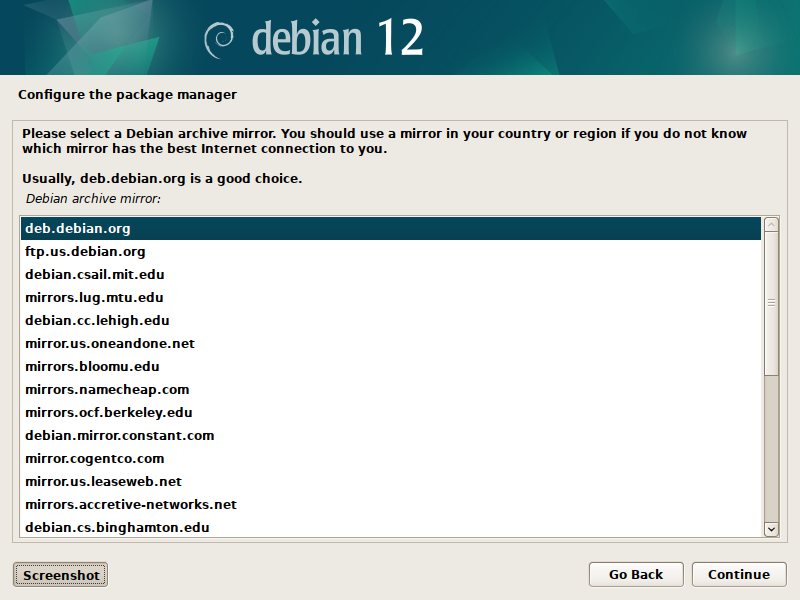 debian 12
Configure the package manager
Please select a Debian archive mirror. You should use a mirror in your country or region if you do not know
which mirror has the best Internet connection to you.
Usually, deb.debian.org is a good choice.
Debian archive mirror:
deb.debian.org
ftp.us.debian.org
debian.csail.mit.edu
mirrors.lug.mtu.edu
debian.cc.lehigh.edu
mirror.us.oneandone.net
mirrors.bloomu.edu
mirrors.namecheap.com
mirrors.ocf.berkeley.edu
debian.mirror.constant.com
mirror.cogentco.com
mirror.us.leaseweb.net
mirrors.accretive-networks.net
debian.cs.binghamton.edu
Screenshot
Go Back
Continue